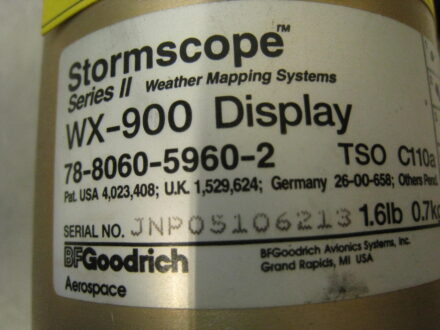 Stormscope™
Series II Weather Mapping Systems
WX-900 Display
78-8060-5960-2 TSO C110a
Pat. USA 4,023,408; U.K. 1,529,624; Germany 26-00-658; Others Pend.
SERIAL NO. JNP05106213 1.6lb 0.7kg
BFGoodrich
Aerospace
BFGoodrich Avionics Systems, Inc.
Grand Rapids, MI USA